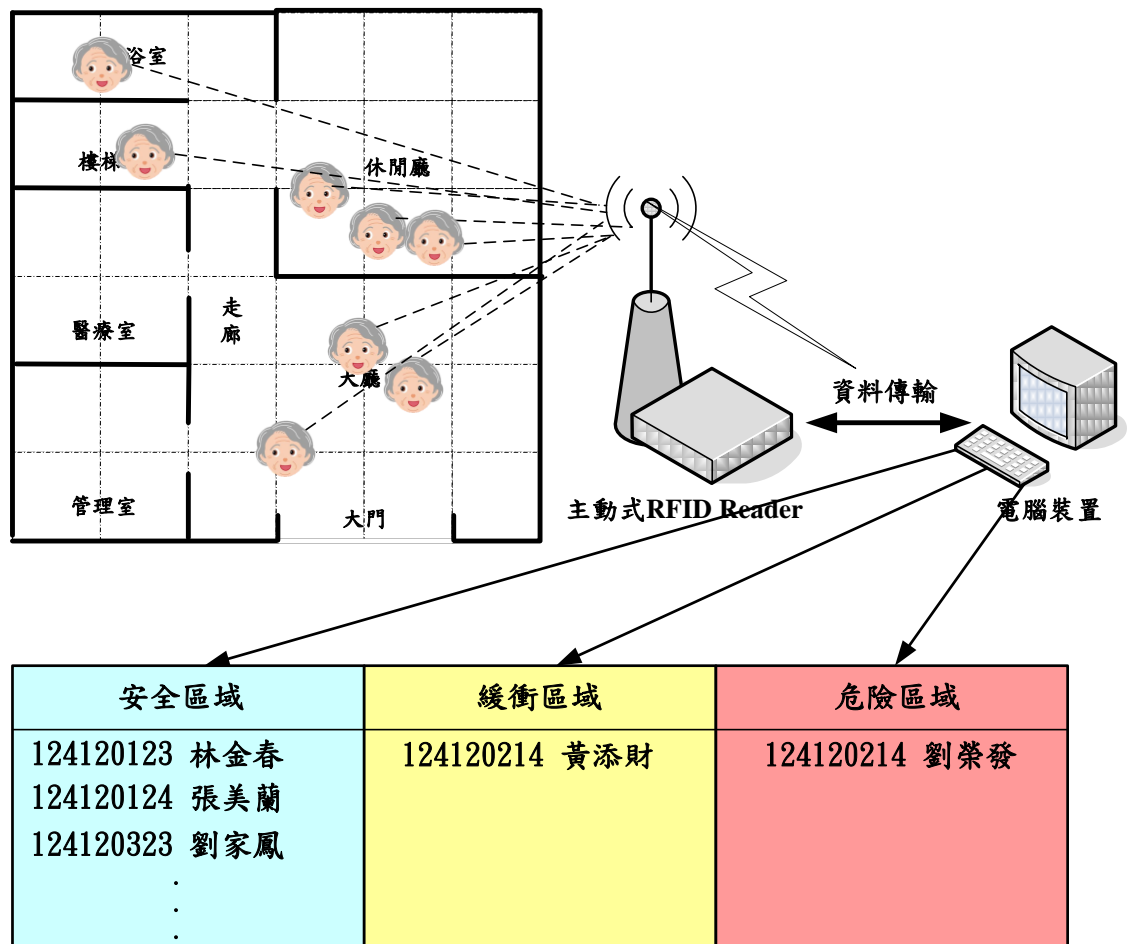 浴室
樓梯
休閒廳
走廊
醫療室
大廳
管理室
大門
資料傳輸
主動式RFID Reader
電腦裝置
安全區域
緩衝區域
危險區域
124120123 林金春
124120214 黃添財
124120214 劉榮發
124120124 張美蘭
124120323 劉家鳳
.
.
.